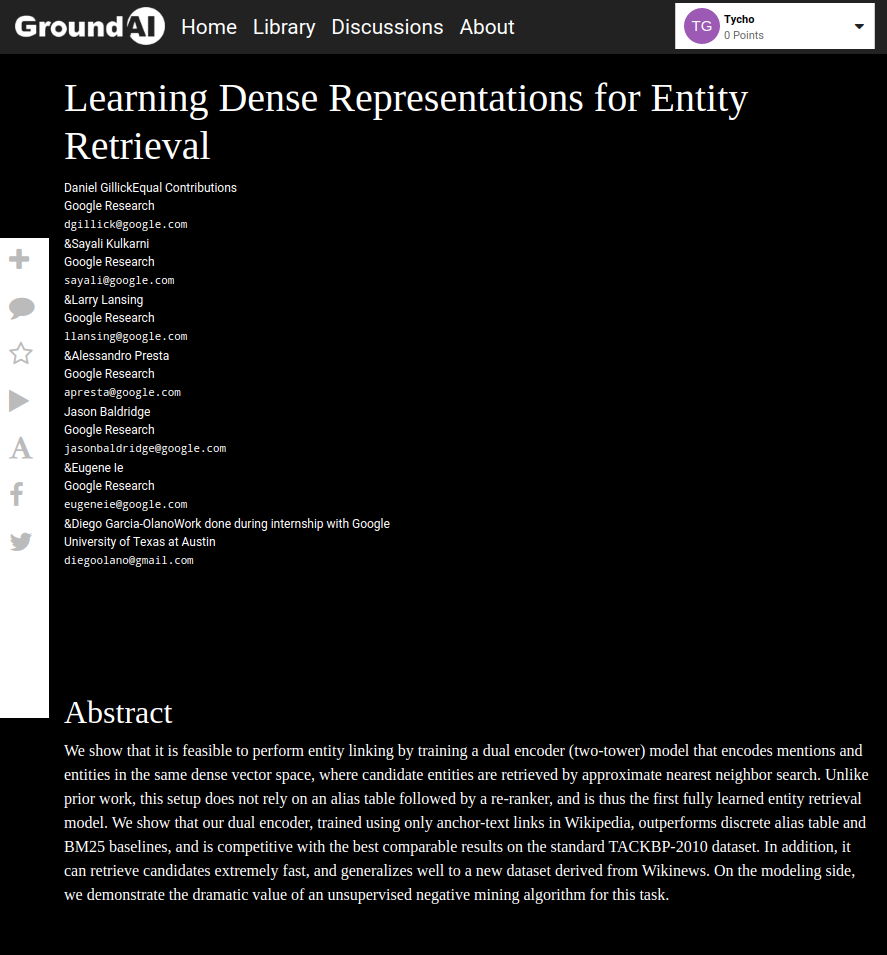 GroundAI Home Library Discussions About
TG Tycho
0 Points
Learning Dense Representations for Entity
Retrieval
Daniel GillickEqual Contributions
Google Research
dgillick@google.com
&Sayali Kulkarni
Google Research
sayali@google.com
&Larry Lansing
Google Research
llansing@google.com
&Alessandro Presta
Google Research
apresta@google.com
Jason Baldridge
Google Research
jasonbaldridge@google.com
&Eugene Ie
Google Research
eugeneie@google.com
&Diego Garcia-OlanoWork done during internship with Google
University of Texas at Austin
diegoolano@gmail.com
A
Abstract
We show that it is feasible to perform entity linking by training a dual encoder (two-tower) model that encodes mentions and
entities in the same dense vector space, where candidate entities are retrieved by approximate nearest neighbor search. Unlike
prior work, this setup does not rely on an alias table followed by a re-ranker, and is thus the first fully learned entity retrieval
model. We show that our dual encoder, trained using only anchor-text links in Wikipedia, outperforms discrete alias table and
BM25 baselines, and is competitive with the best comparable results on the standard TACKBP-2010 dataset. In addition, it
can retrieve candidates extremely fast, and generalizes well to a new dataset derived from Wikinews. On the modeling side,
we demonstrate the dramatic value of an unsupervised negative mining algorithm for this task.